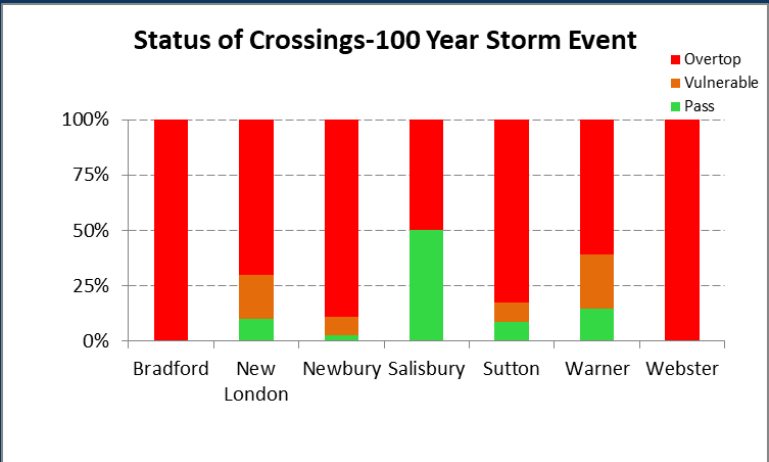 Status of Crossings-100 Year Storm Event
Overtop
Vulnerable
Pass
100%
75%
50%
25%
0%
Bradford New London Newbury Salisbury Sutton Warner Webster